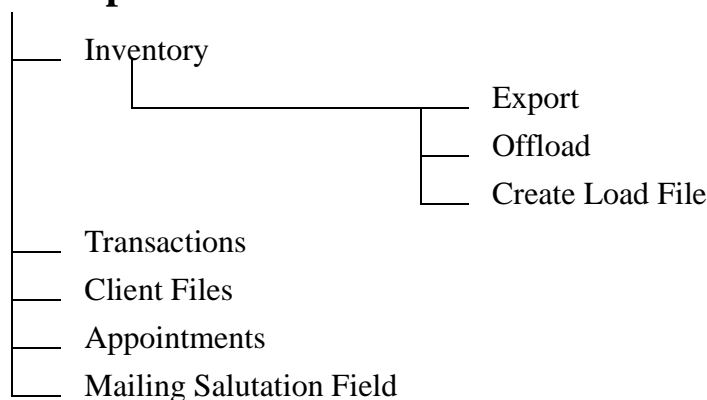 Inventory
Export
Offload
Create Load File
Transactions
Client Files
Appointments
Mailing Salutation Field